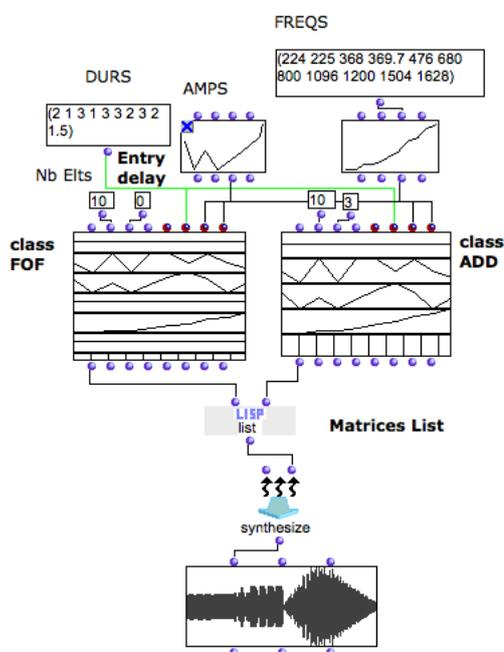 FREQS
(224 225 368 369.7 476 680
800 1096 1200 1504 1628)
DURS
AMPS
(2 1 3 1 3 3 2 3 2
1.5)
Entry
delay
Nb Elts
10
0
10
3
class
FOF
class
ADD
LISP
list
Matrices List
synthesize